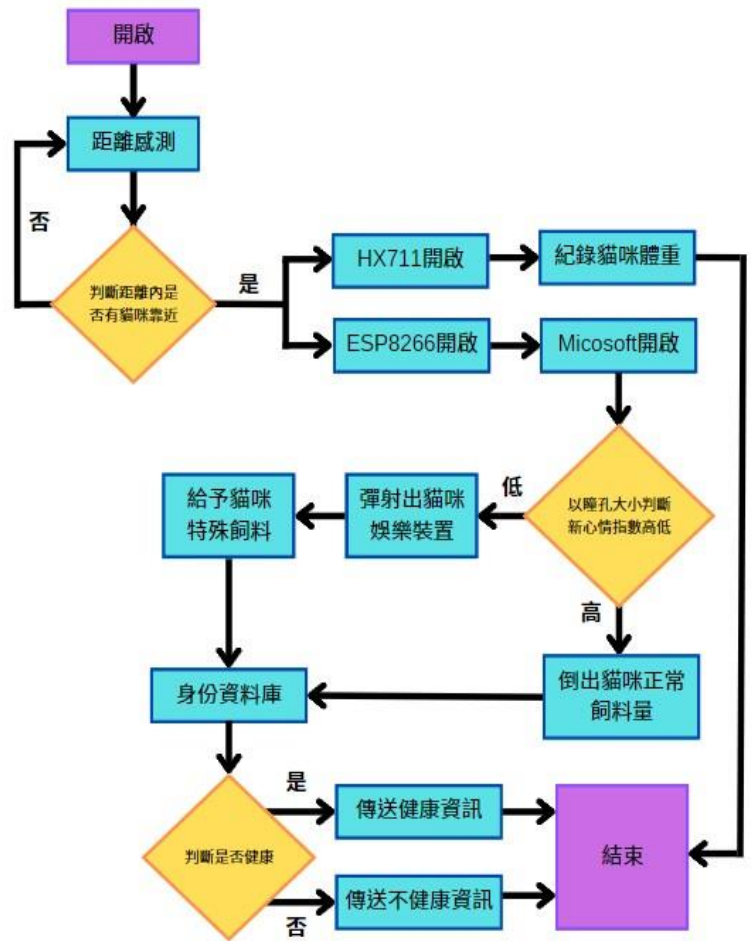 開啟
距離感測
否
判斷距離內是
否有貓咪靠近
是
HX711開啟
紀錄貓咪體重
ESP8266開啟
Micosoft開啟
以瞳孔大小判斷
新心情指數高低
低
彈射出貓咪
娛樂裝置
給予貓咪
特殊飼料
高
倒出貓咪正常
飼料量
身份資料庫
判斷是否健康
是
傳送健康資訊
否
傳送不健康資訊
結束